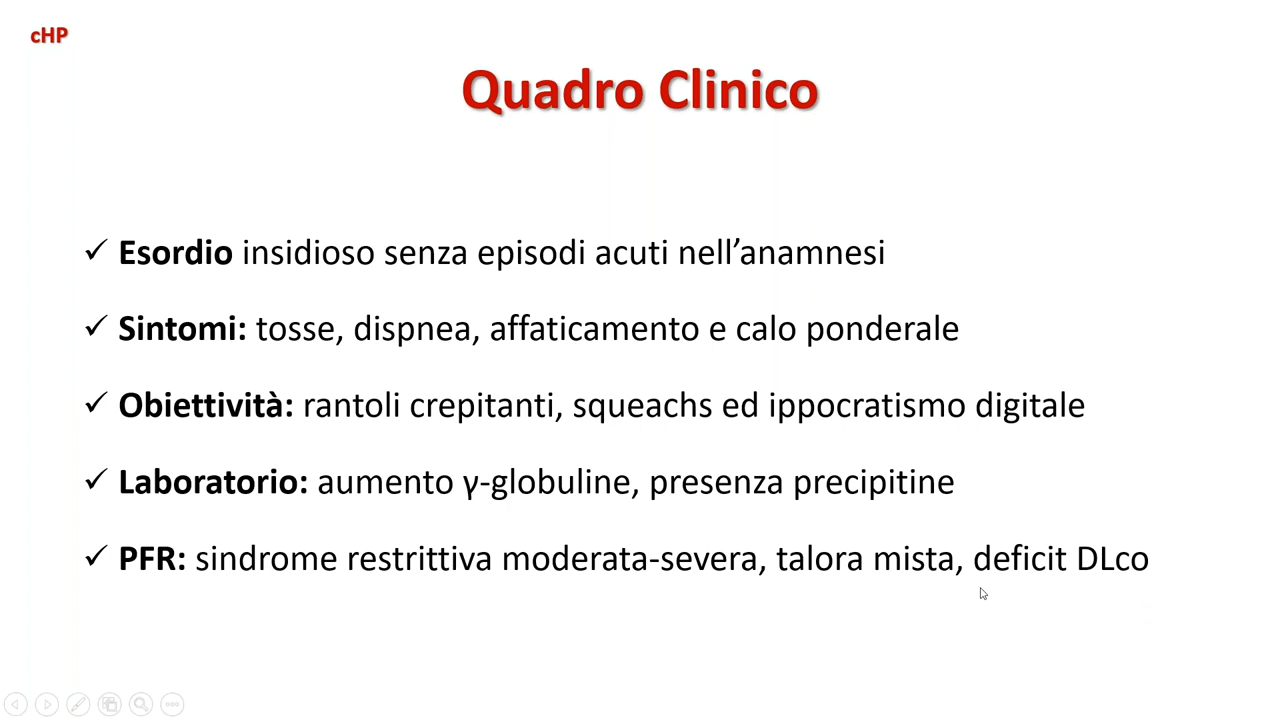 cHP
Quadro Clinico
✓ Esordio insidioso senza episodi acuti nell’anamnesi
✓ Sintomi: tosse, dispnea, affaticamento e calo ponderale
✓ Obiettività: rantoli crepitanti, squeachs ed ippocratismo digitale
✓ Laboratorio: aumento γ-globuline, presenza precipitine
✓ PFR: sindrome restrittiva moderata-severa, talora mista, deficit DLco